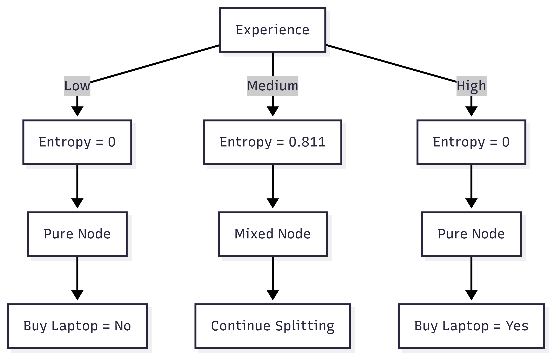 Experience
Low
Medium
High
Entropy = 0
Entropy = 0.811
Entropy = 0
Pure Node
Mixed Node
Pure Node
Buy Laptop = No
Continue Splitting
Buy Laptop = Yes